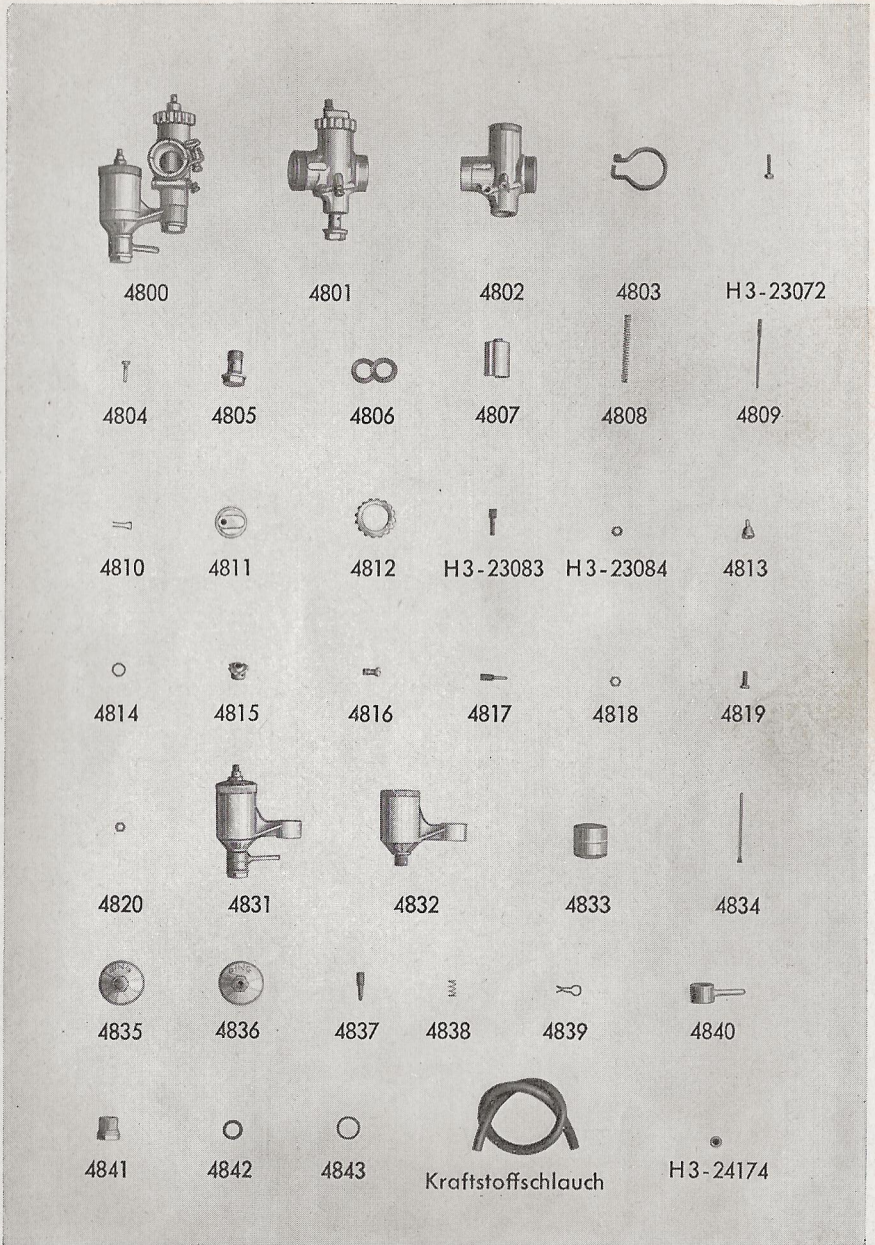 4800 4801 4802 4803 H3-23072
4804 4805 4806 4807 4808 4809
4810 4811 4812 H3-23083 H3-23084 4813
4814 4815 4816 4817 4818 4819
4820 4831 4832 4833 4834
BING BING
4835 4836 4837 4838 4839 4840
4841 4842 4843 Kraftstoffschlauch H3-24174